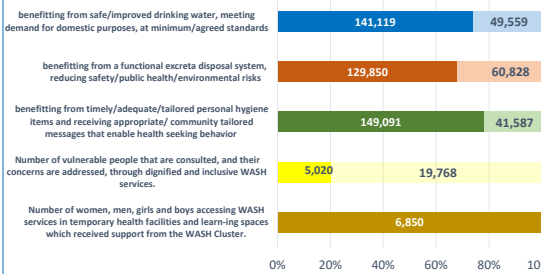 benefitting from safe/improved drinking water, meeting
demand for domestic purposes, at minimum/agreed standards
141,119
49,559
benefitting from a functional excreta disposal system,
reducing safety/public health/environmental risks
129,850
60,828
benefitting from timely/adequate/tailored personal hygiene
items and receiving appropriate/ community tailored
messages that enable health seeking behavior
149,091
41,587
Number of vulnerable people that are consulted, and their
concerns are addressed, through dignified and inclusive WASH
services.
5,020
19,768
Number of women, men, girls and boys accessing WASH
services in temporary health facilities and learn-ing spaces
which received support from the WASH Cluster.
6,850
0% 20% 40% 60% 80% 10